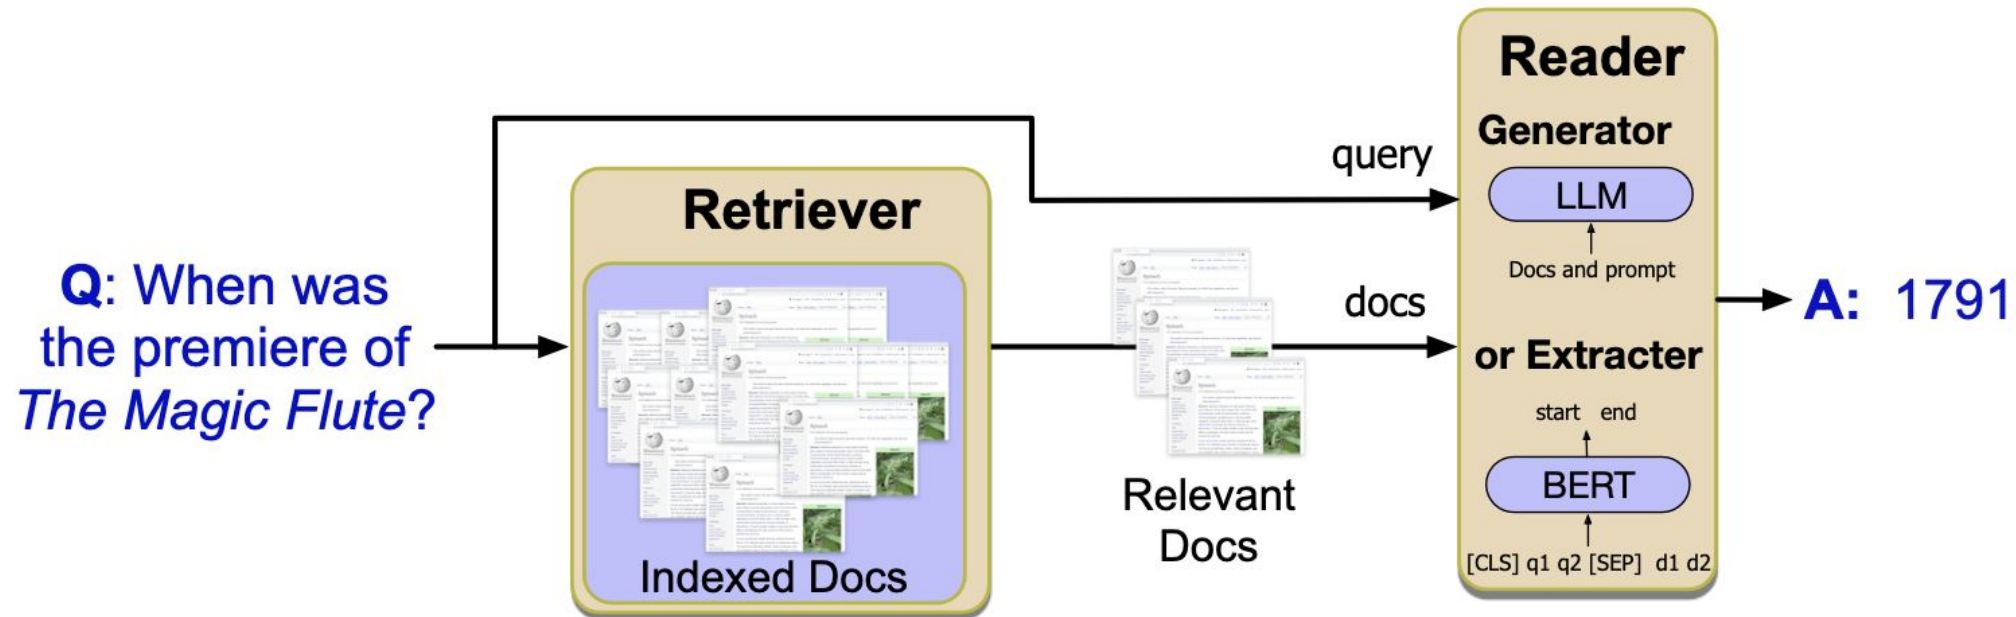 Q: When was
the premiere of
The Magic Flute?
Retriever
Indexed Docs
query
docs
Relevant
Docs
Reader
Generator
LLM
Docs and prompt
or Extracter
start end
BERT
[CLS] q1 q2 [SEP] d1 d2
A: 1791